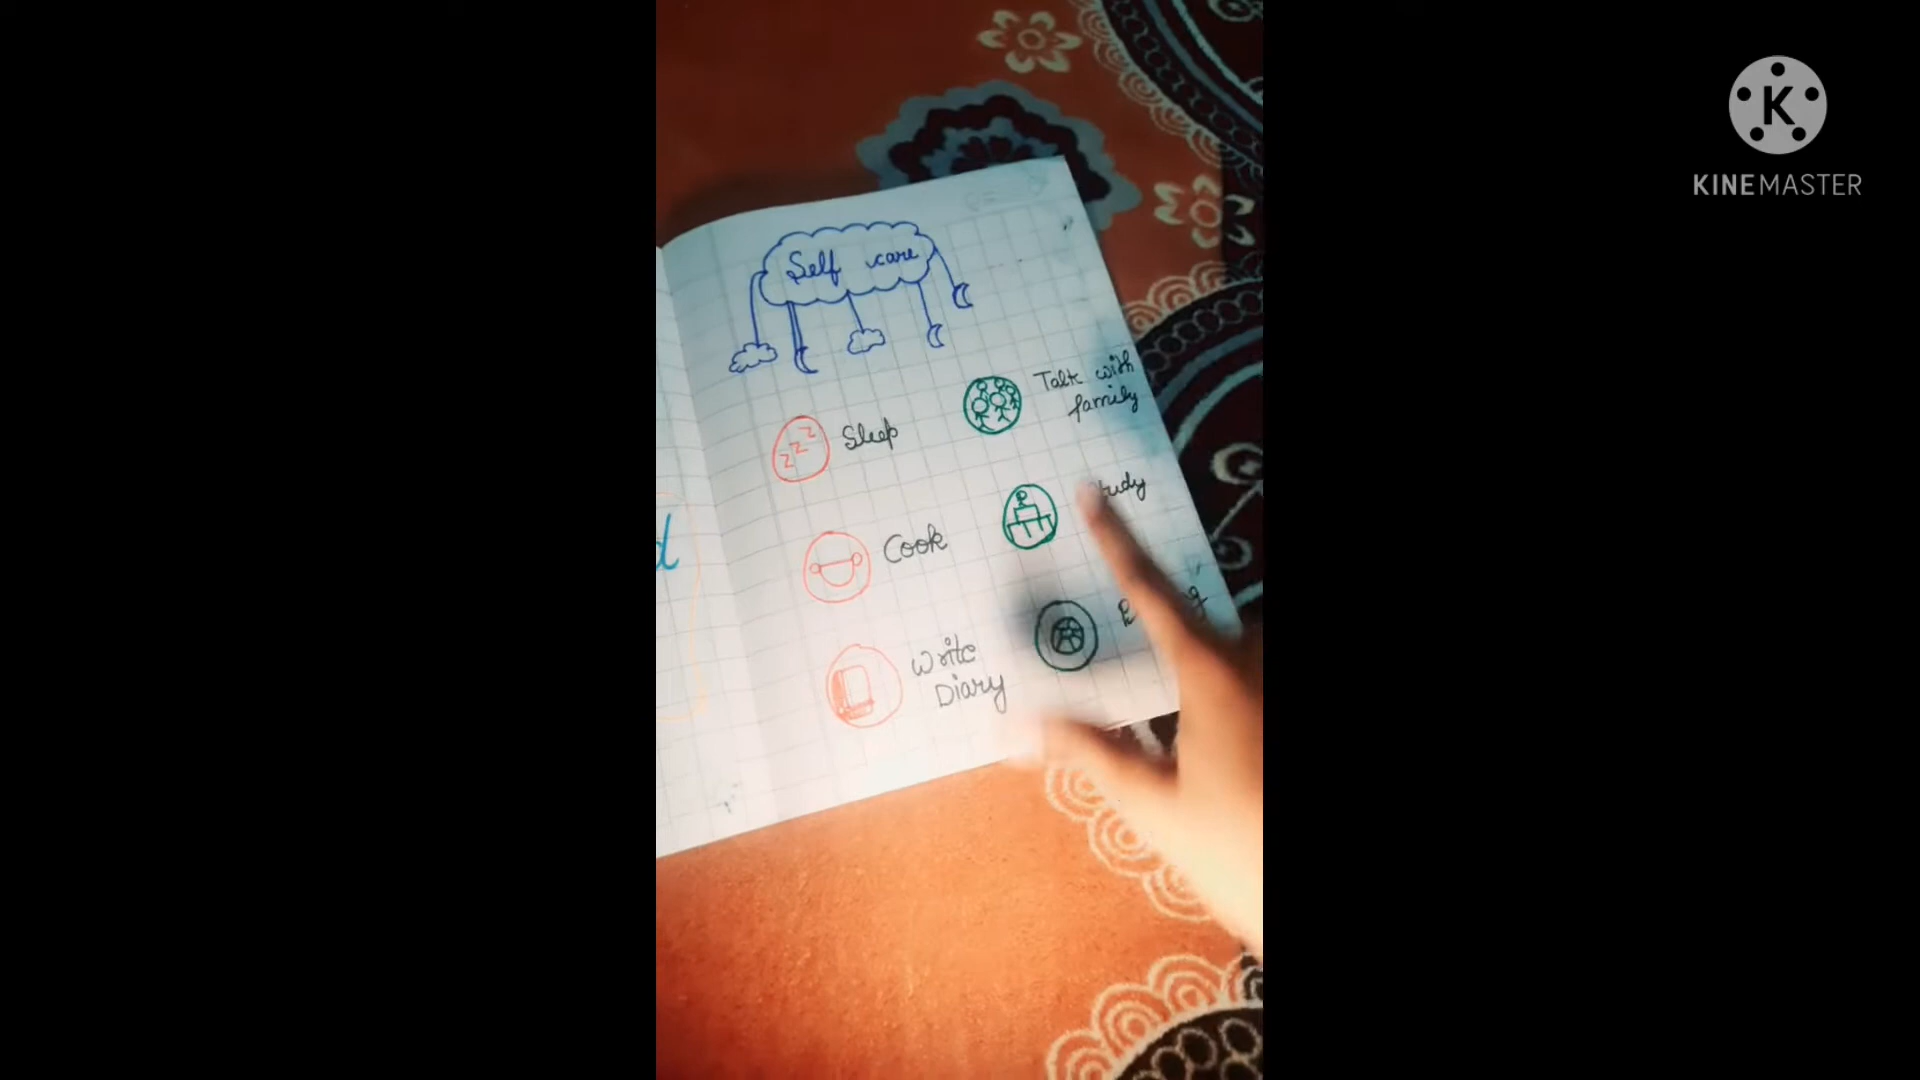 Self care
Sleep
Cook
Write
Diary
Talk with
family
KINEMASTER